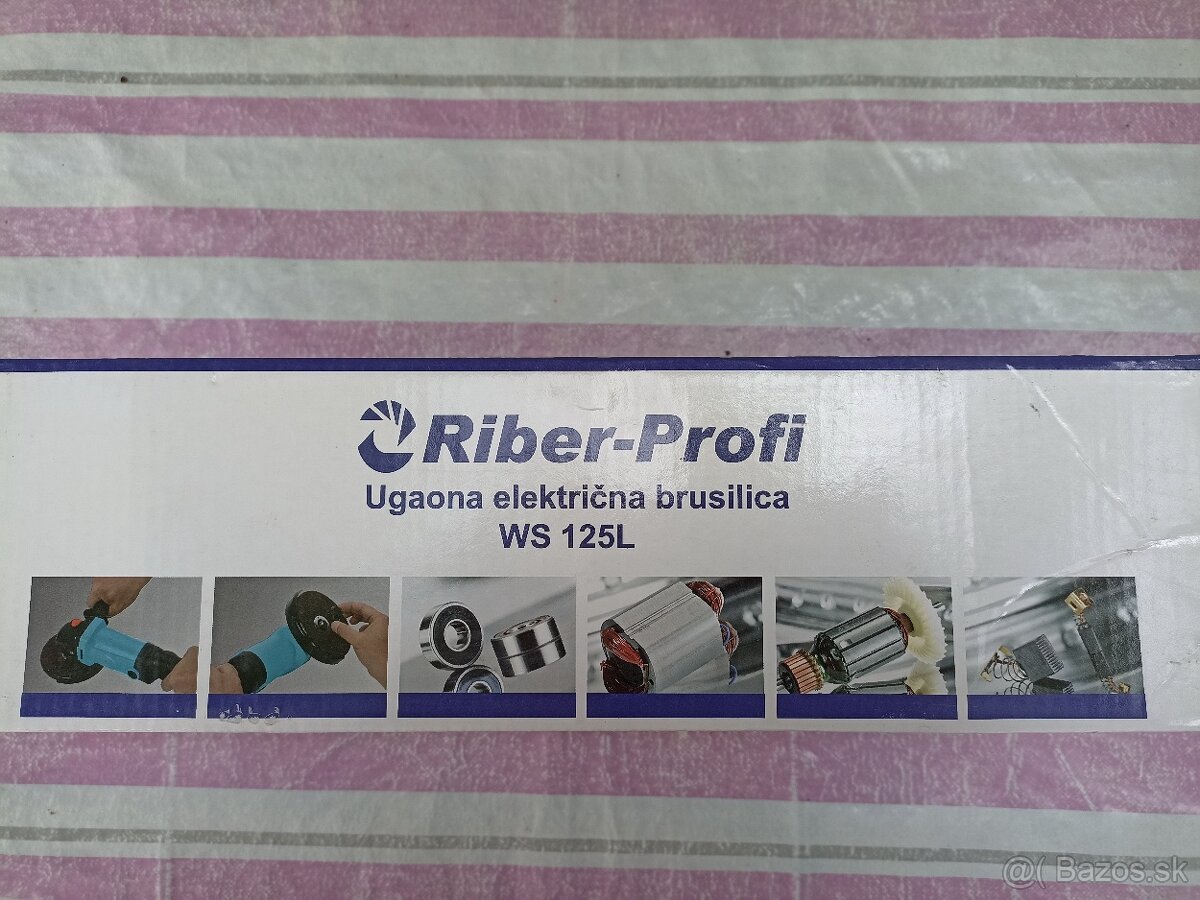 Riber-Profi
Ugaona električna brusilica
WS 125L
@( Bazos.sk